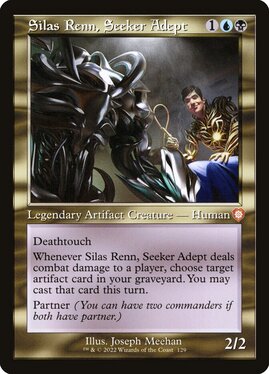 Silas Renn, Seeker Adept 1
Legendary Artifact Creature — Human
Deathtouch
Whenever Silas Renn, Seeker Adept deals
combat damage to a player, choose target
artifact card in your graveyard. You may
cast that card this turn.
Partner (You can have two commanders if
both have partner.)
Illus. Joseph Meehan
2/2
™ & © 2022 Wizards of the Coast 129